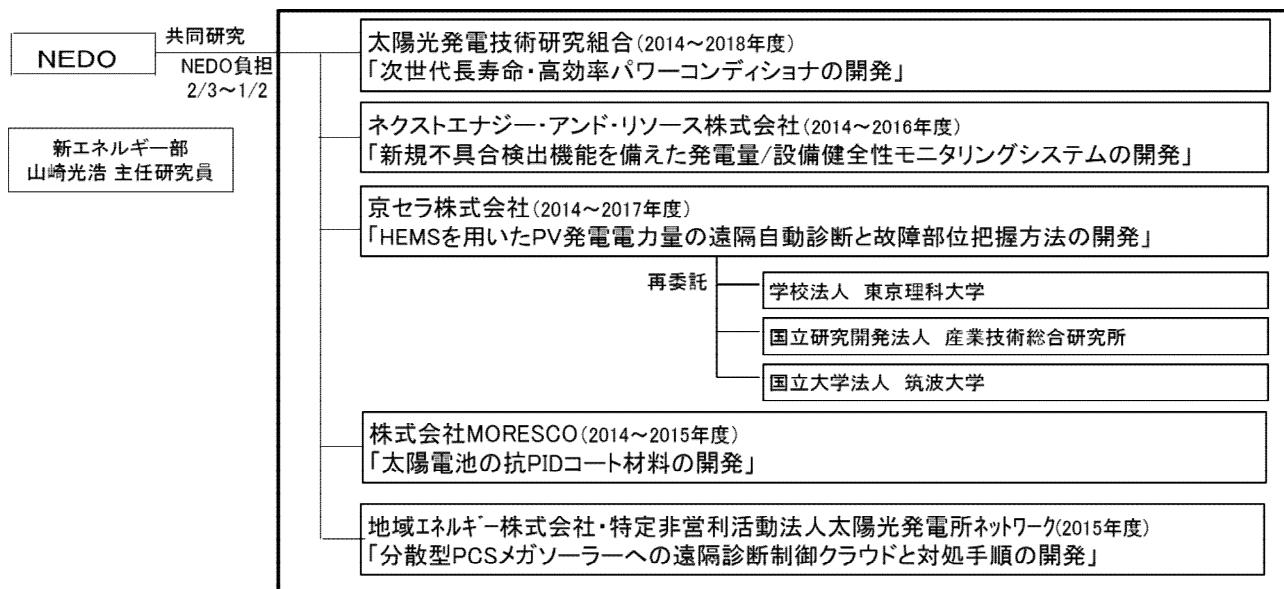 NEDO
共同研究
NEDO負担
2/3～1/2
新エネルギー部
山崎光浩 主任研究員
太陽光発電技術研究組合(2014～2018年度)
「次世代長寿命・高効率パワーコンディショナの開発」
ネクストエナジー・アンド・リソース株式会社(2014～2016年度)
「新規不具合検出機能を備えた発電量/設備健全性モニタリングシステムの開発」
京セラ株式会社(2014～2017年度)
「HEMSを用いたPV発電電力量の遠隔自動診断と故障部位把握方法の開発」
再委託
学校法人 東京理科大学
国立研究開発法人 産業技術総合研究所
国立大学法人 筑波大学
株式会社MORESCO(2014～2015年度)
「太陽電池の抗PIDコート材料の開発」
地域エネルギー株式会社・特定非営利活動法人太陽光発電所ネットワーク(2015年度)
「分散型PCSメガソーラーへの遠隔診断制御クラウドと対処手順の開発」